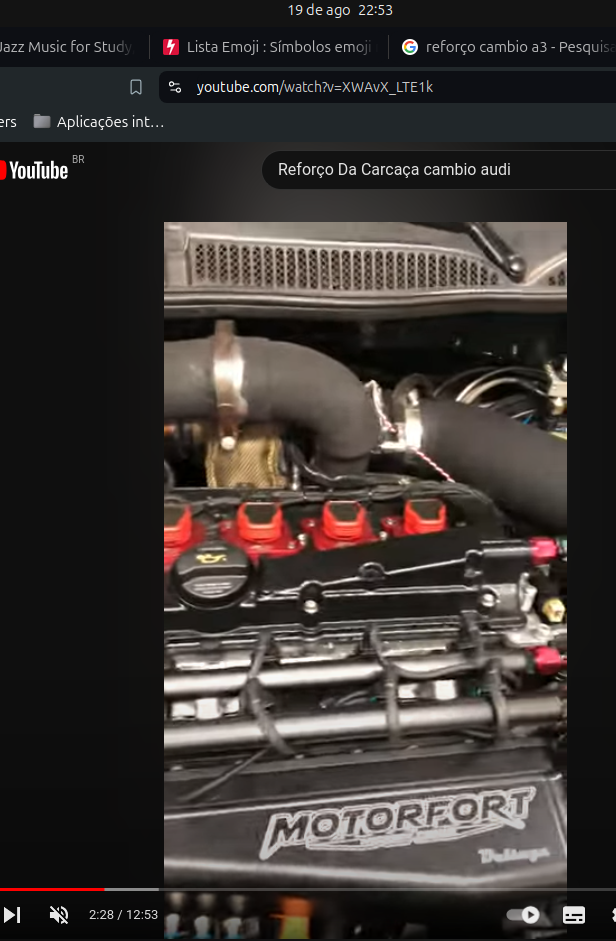 19 de ago 22:53
Jazz Music for Study
Lista Emoji : Símbolos emoji
reforço cambio a3 - Pesquisa
youtube.com/watch?v=XWAvX_LTE1k
ers
Aplicações int…
YouTube BR
Reforço Da Carcaça cambio audi
MOTORFORT
2:28 / 12:53